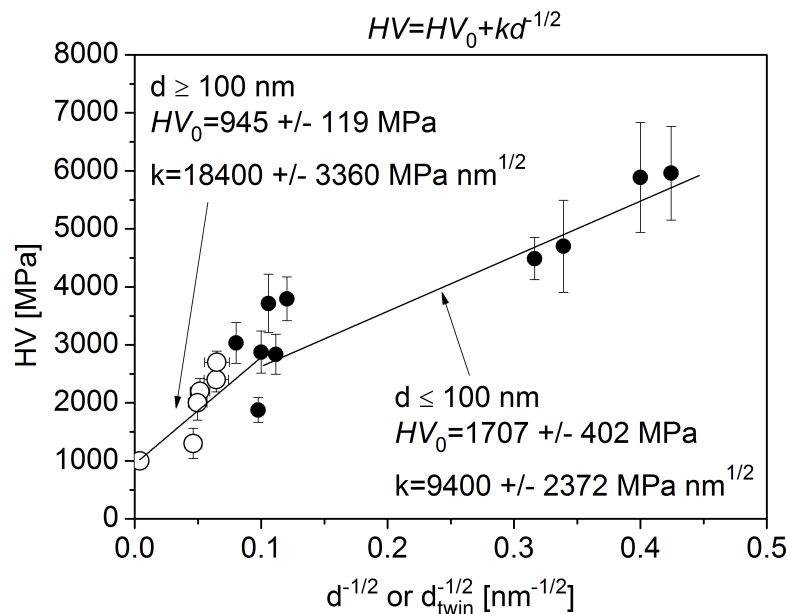 HV=HV₀+kd⁻¹/²
8000
7000
6000
5000
4000
3000
2000
1000
0
HV [MPa]
d ≥ 100 nm
HV₀=945 +/- 119 MPa
k=18400 +/- 3360 MPa nm¹/²
d ≤ 100 nm
HV₀=1707 +/- 402 MPa
k=9400 +/- 2372 MPa nm¹/²
0.0 0.1 0.2 0.3 0.4 0.5
d⁻¹/² or d_twin⁻¹/² [nm⁻¹/²]